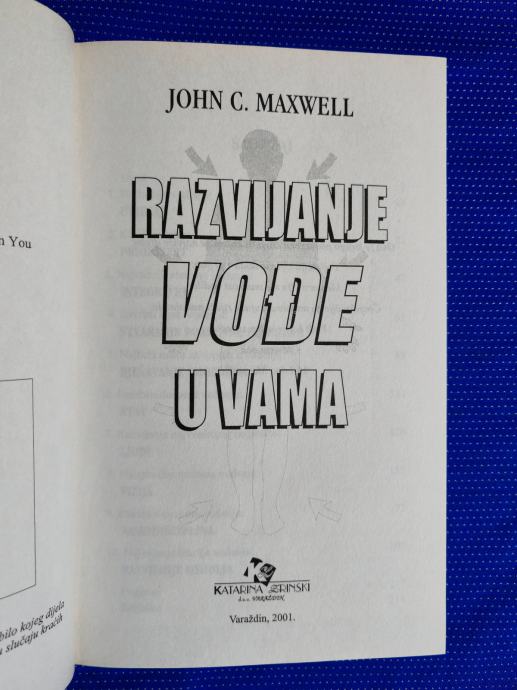 JOHN C. MAXWELL
RAZVIJANJE
VOĐE
U VAMA
KATARINA ZRINSKI
d.o.o. VARAŽDIN
Varaždin, 2001.
You
bilo kojeg dijela
u slučaju kraćih